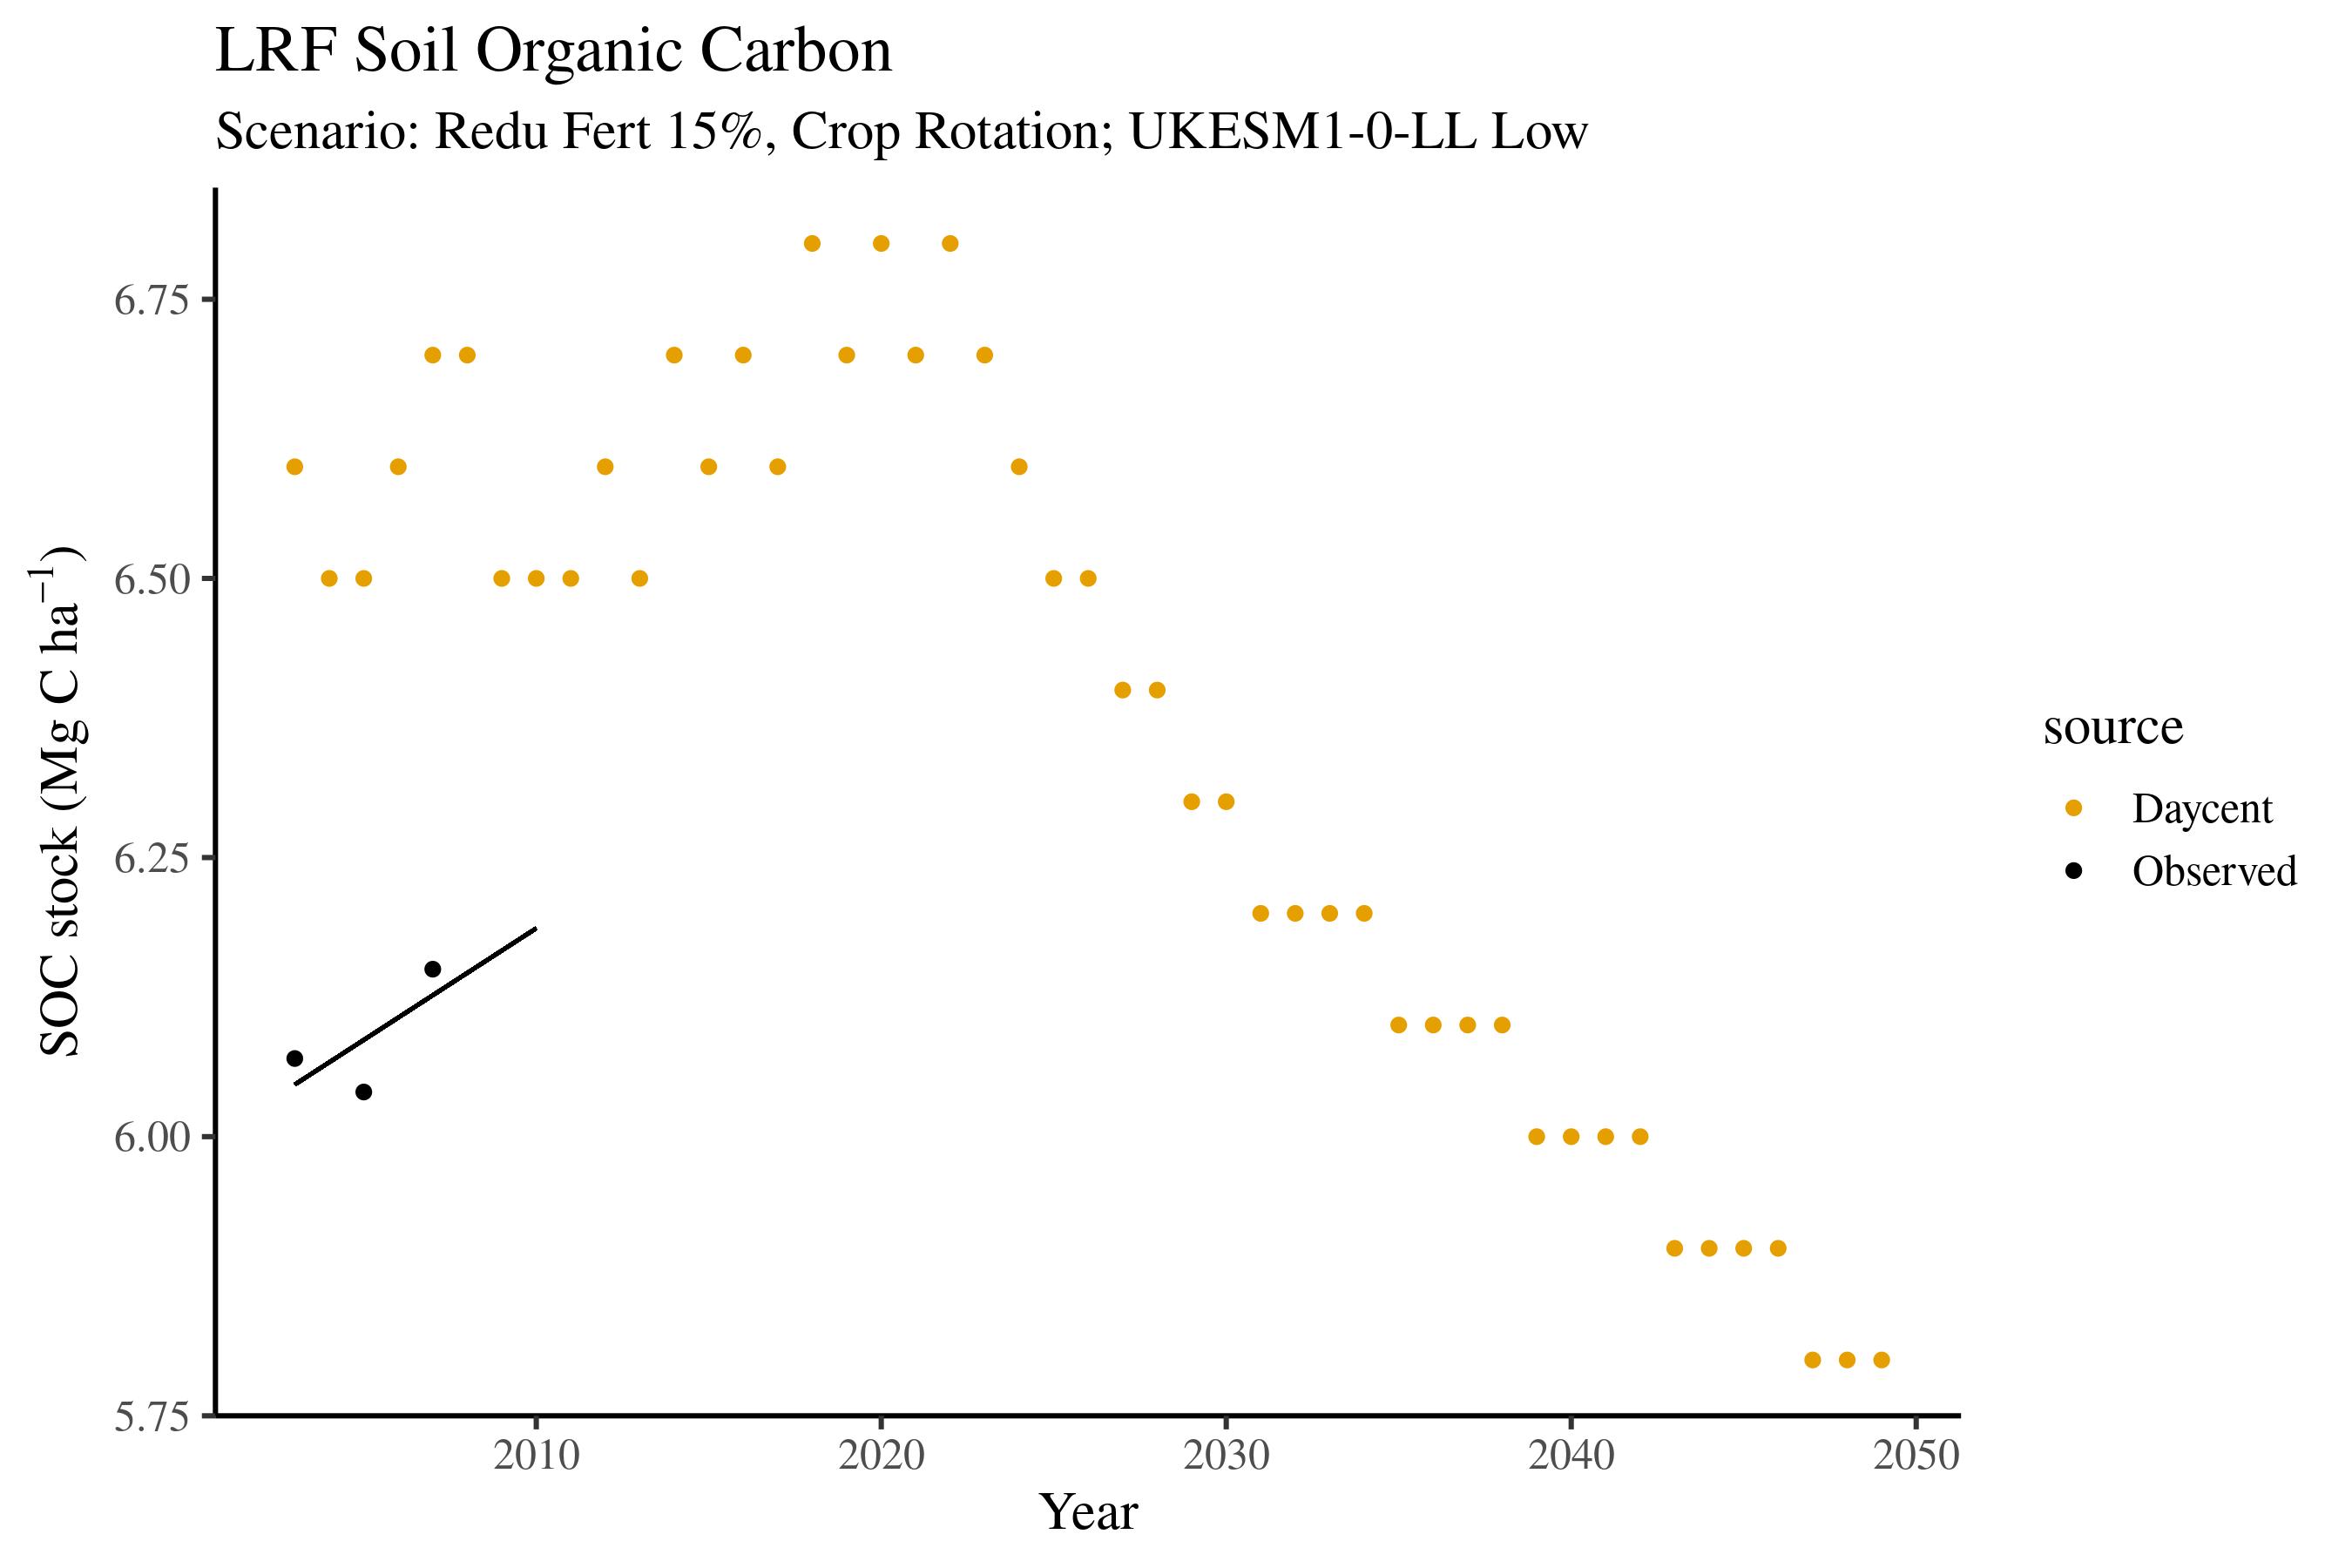 LRF Soil Organic Carbon
Scenario: Redu Fert 15%, Crop Rotation; UKESM1-0-LL Low
SOC stock (Mg C ha⁻¹)
6.75
6.50
6.25
6.00
5.75
2010 2020 2030 2040 2050
Year
source
Daycent
Observed